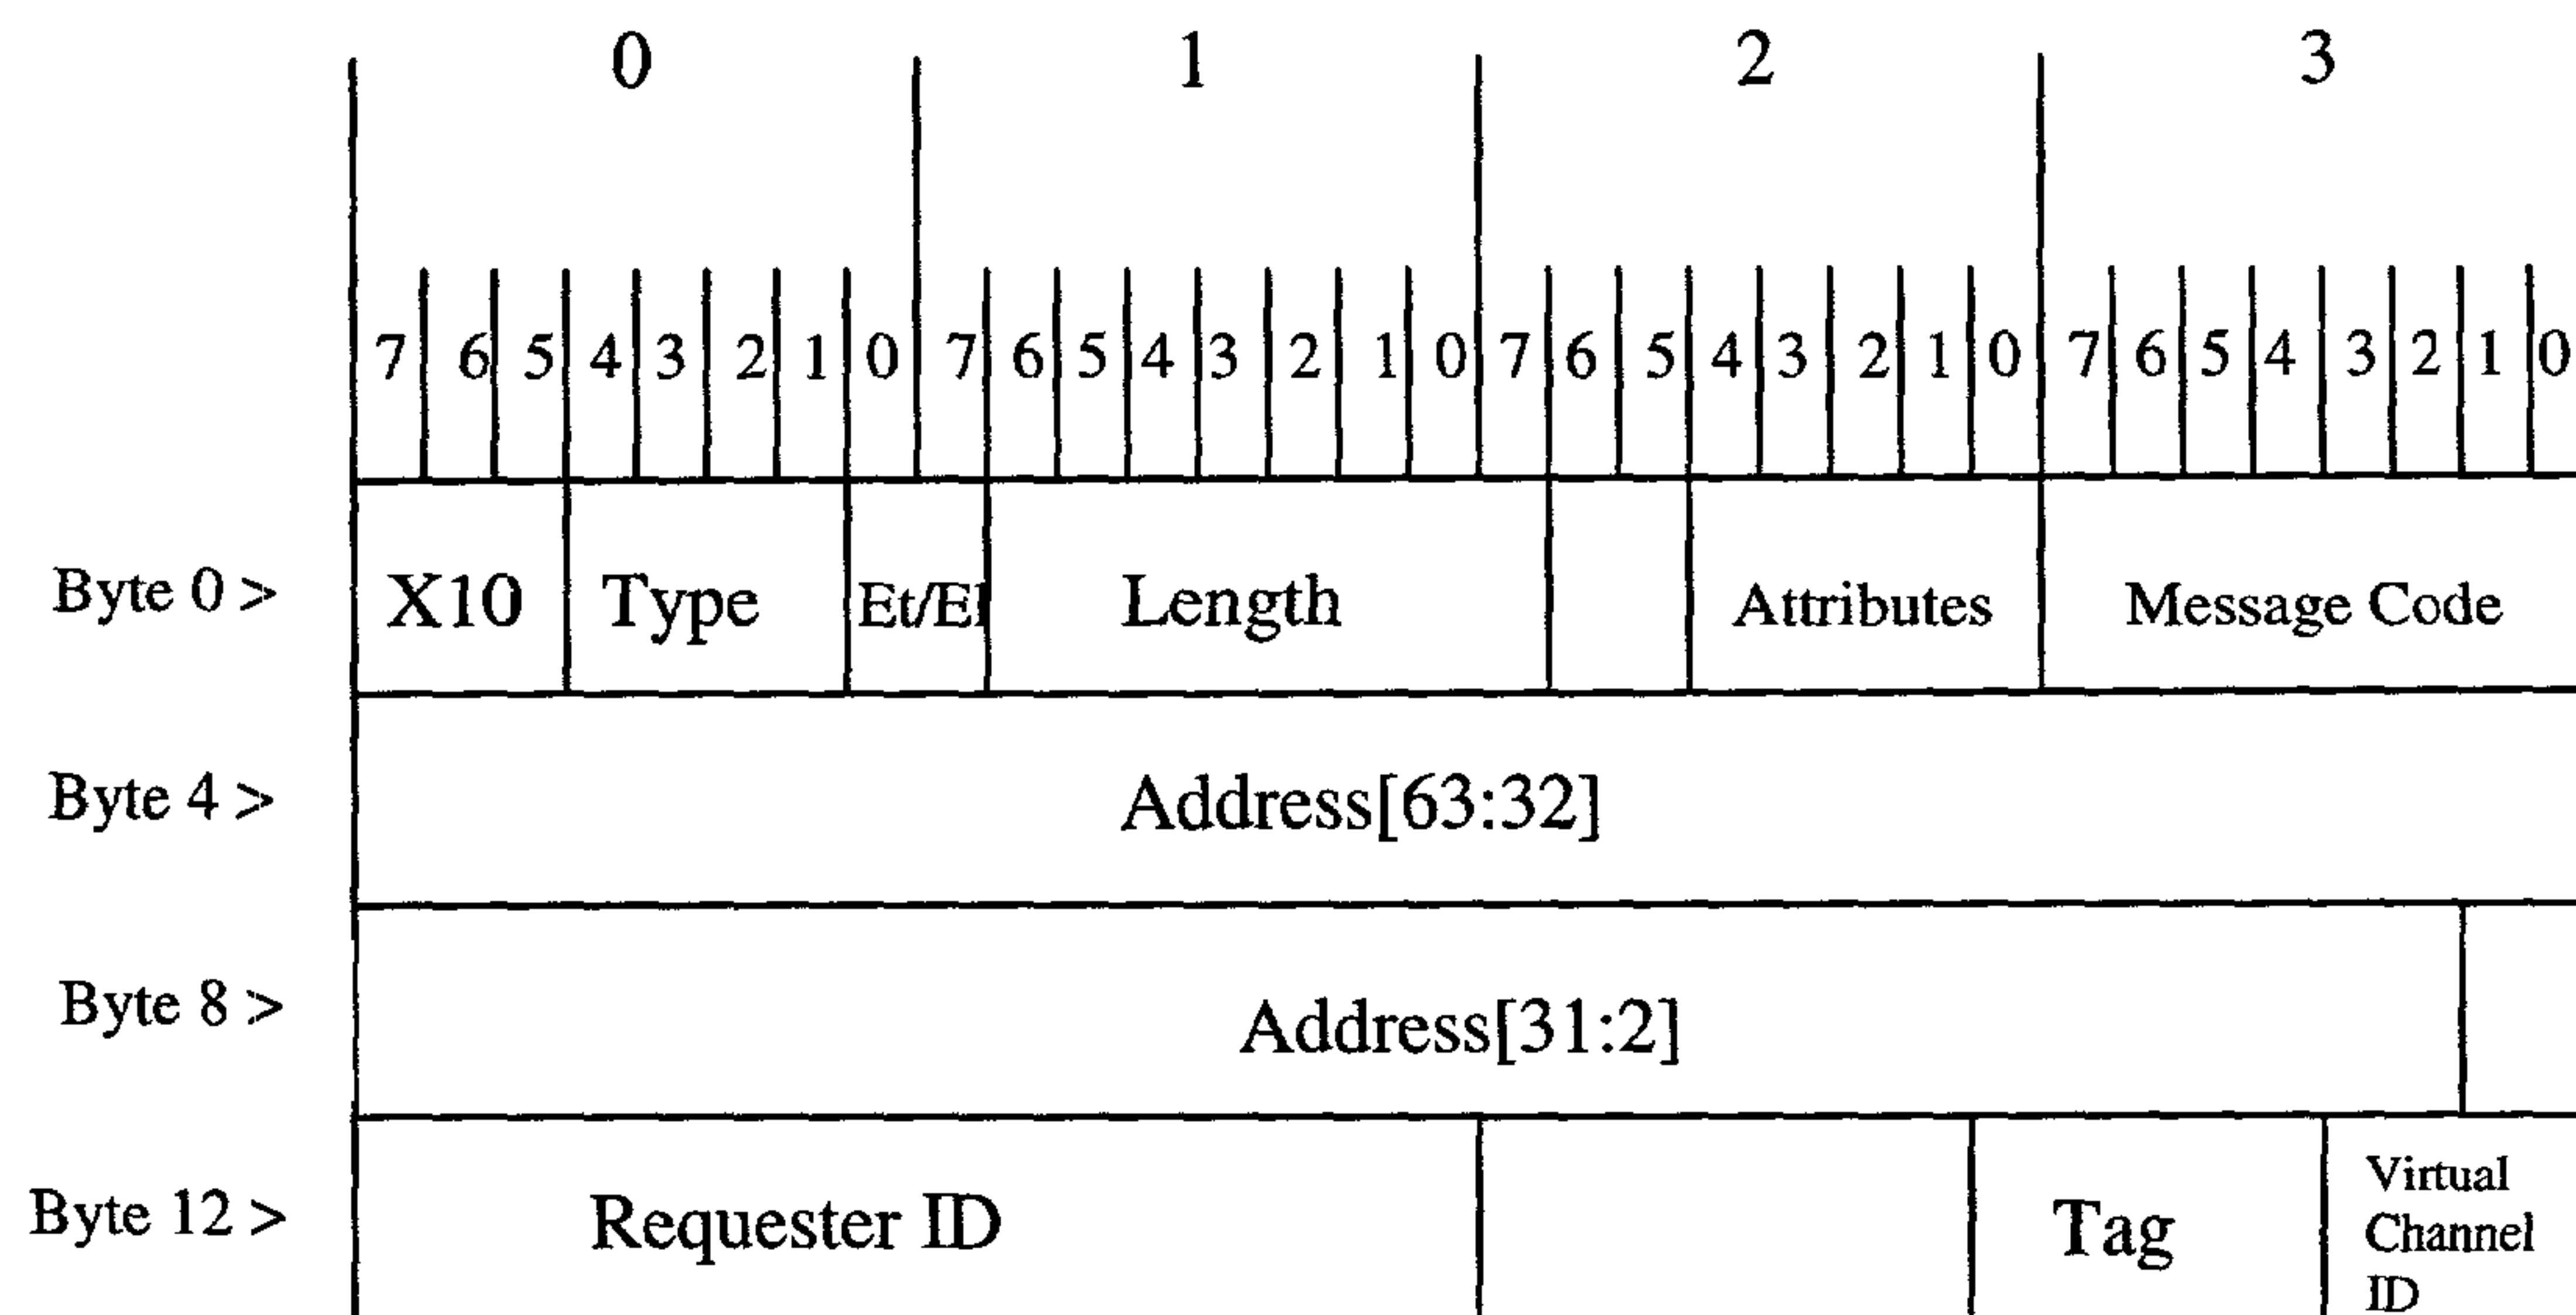 0 1 2 3
7 6 5 4 3 2 1 0 7 6 5 4 3 2 1 0 7 6 5 4 3 2 1 0 7 6 5 4 3 2 1 0
Byte 0 > X10 Type Et/El Length Attributes Message Code
Byte 4 > Address[63:32]
Byte 8 > Address[31:2]
Byte 12 > Requester ID Tag Virtual
Channel
ID